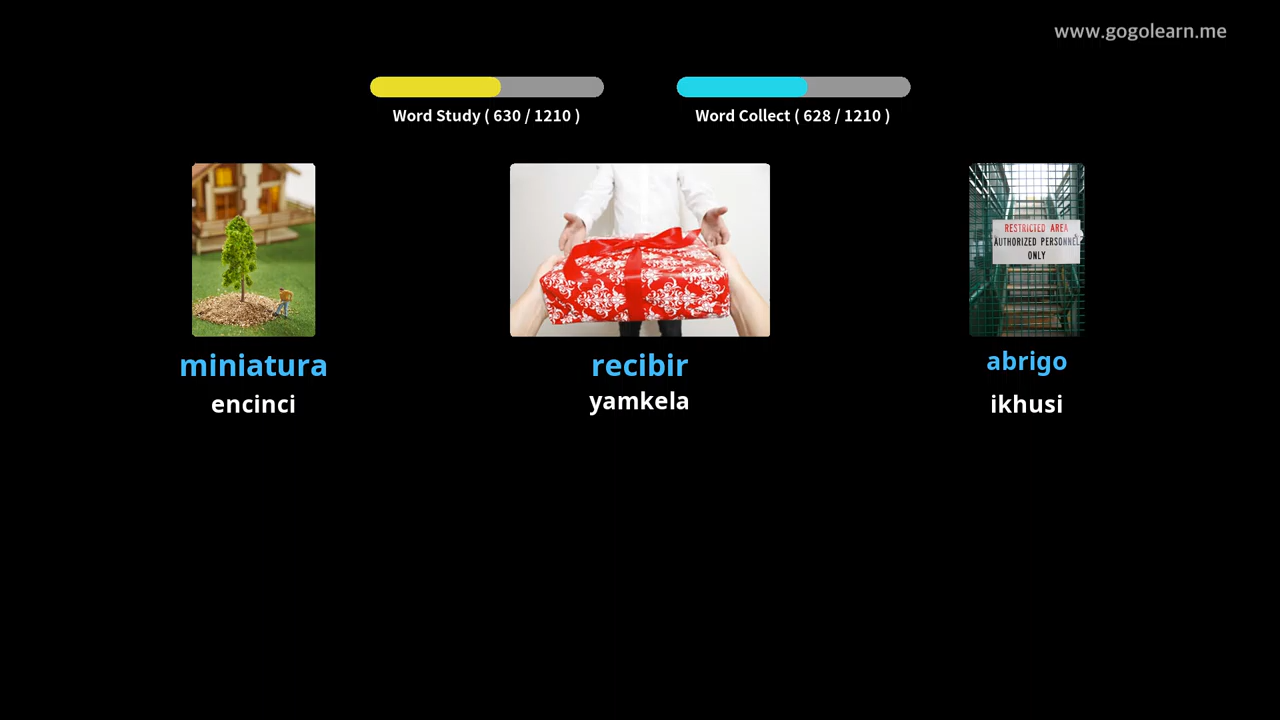 www.gogolearn.me
Word Study ( 630 / 1210 )
Word Collect ( 628 / 1210 )
RESTRICTED AREA
AUTHORIZED PERSONNEL
ONLY
miniatura
recibir
abrigo
encinci
yamkela
ikhusi